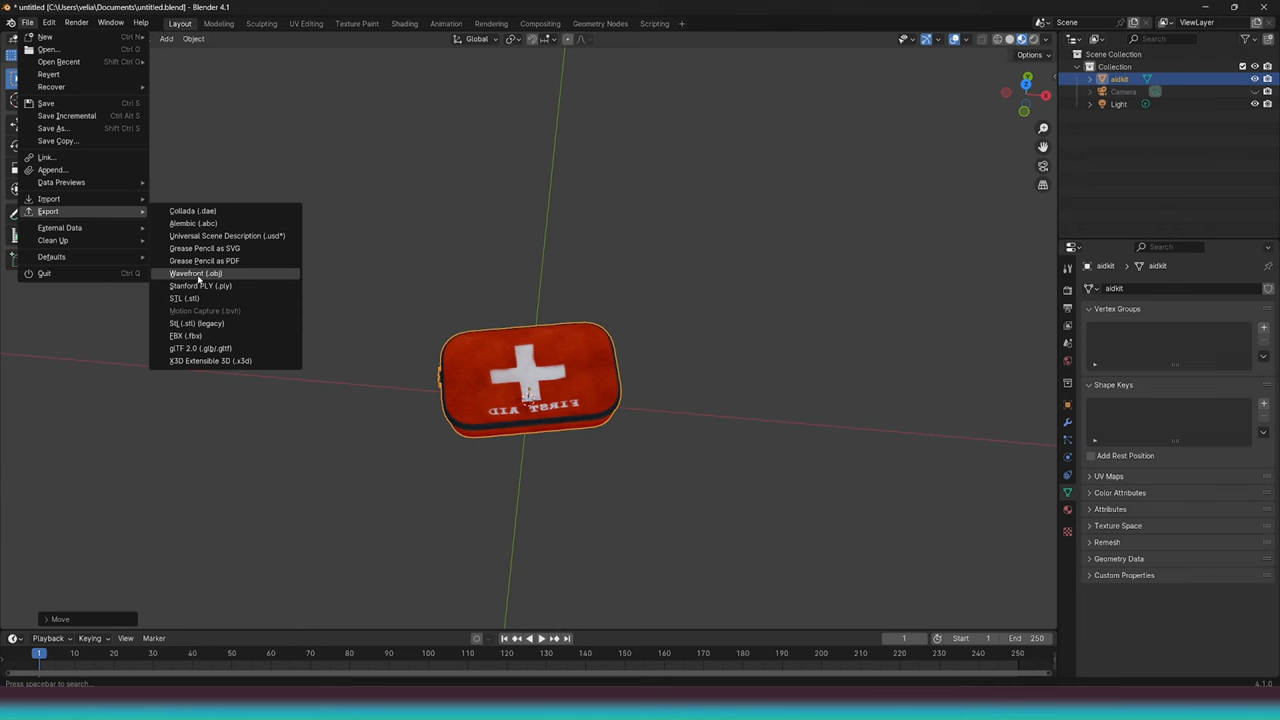 * untitled [C:\Users\velia\Documents\untitled.blend] - Blender 4.1
File Edit Render Window Help Layout Modeling Sculpting UV Editing Texture Paint Shading Animation Rendering Compositing Geometry Nodes Scripting Scene ViewLayer
Add Object Global Search
Options
New Ctrl N
Open... Ctrl O
Open Recent Shift Ctrl O
Revert
Recover
Save Ctrl S
Save Incremental Ctrl Alt S
Save As... Shift Ctrl S
Save Copy...
Link...
Append...
Data Previews
Import
Export
External Data
Clean Up
Defaults
Quit Ctrl Q
Collada (.dae)
Alembic (.abc)
Universal Scene Description (.usd*)
Grease Pencil as SVG
Grease Pencil as PDF
Wavefront (.obj)
Stanford PLY (.ply)
STL (.stl)
Motion Capture (.bvh)
Stl (.stl) (legacy)
FBX (.fbx)
glTF 2.0 (.glb/.gltf)
X3D Extensible 3D (.x3d)
Y
Z
X
FIRST AID
Scene Collection
Collection
aidkit
Camera
Light
Search
aidkit aidkit
aidkit
Vertex Groups
Shape Keys
Add Rest Position
UV Maps
Color Attributes
Attributes
Texture Space
Remesh
Geometry Data
Custom Properties
Move
Playback Keying View Marker 1 Start 1 End 250
1 10 20 30 40 50 60 70 80 90 100 110 120 130 140 150 160 170 180 190 200 210 220 230 240 250
Press spacebar to search... 4.1.0